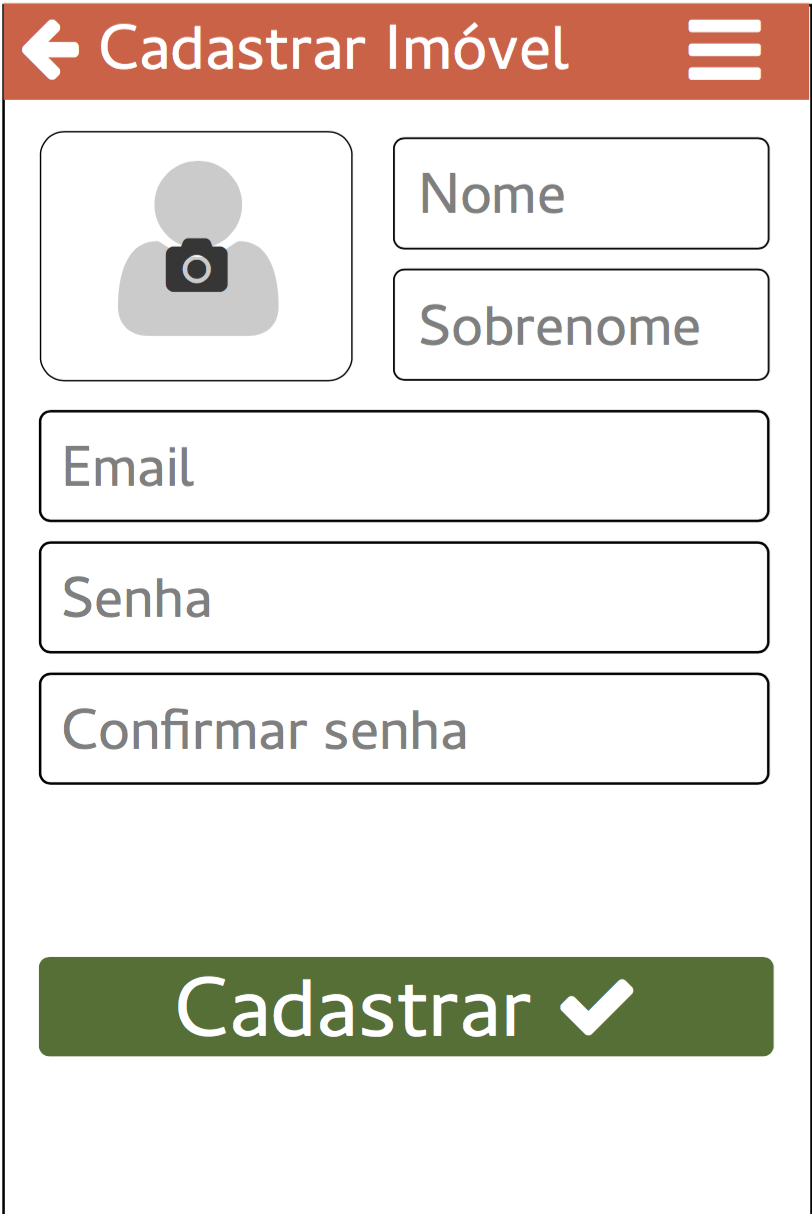 Cadastrar Imóvel
Nome
Sobrenome
Email
Senha
Confirmar senha
Cadastrar